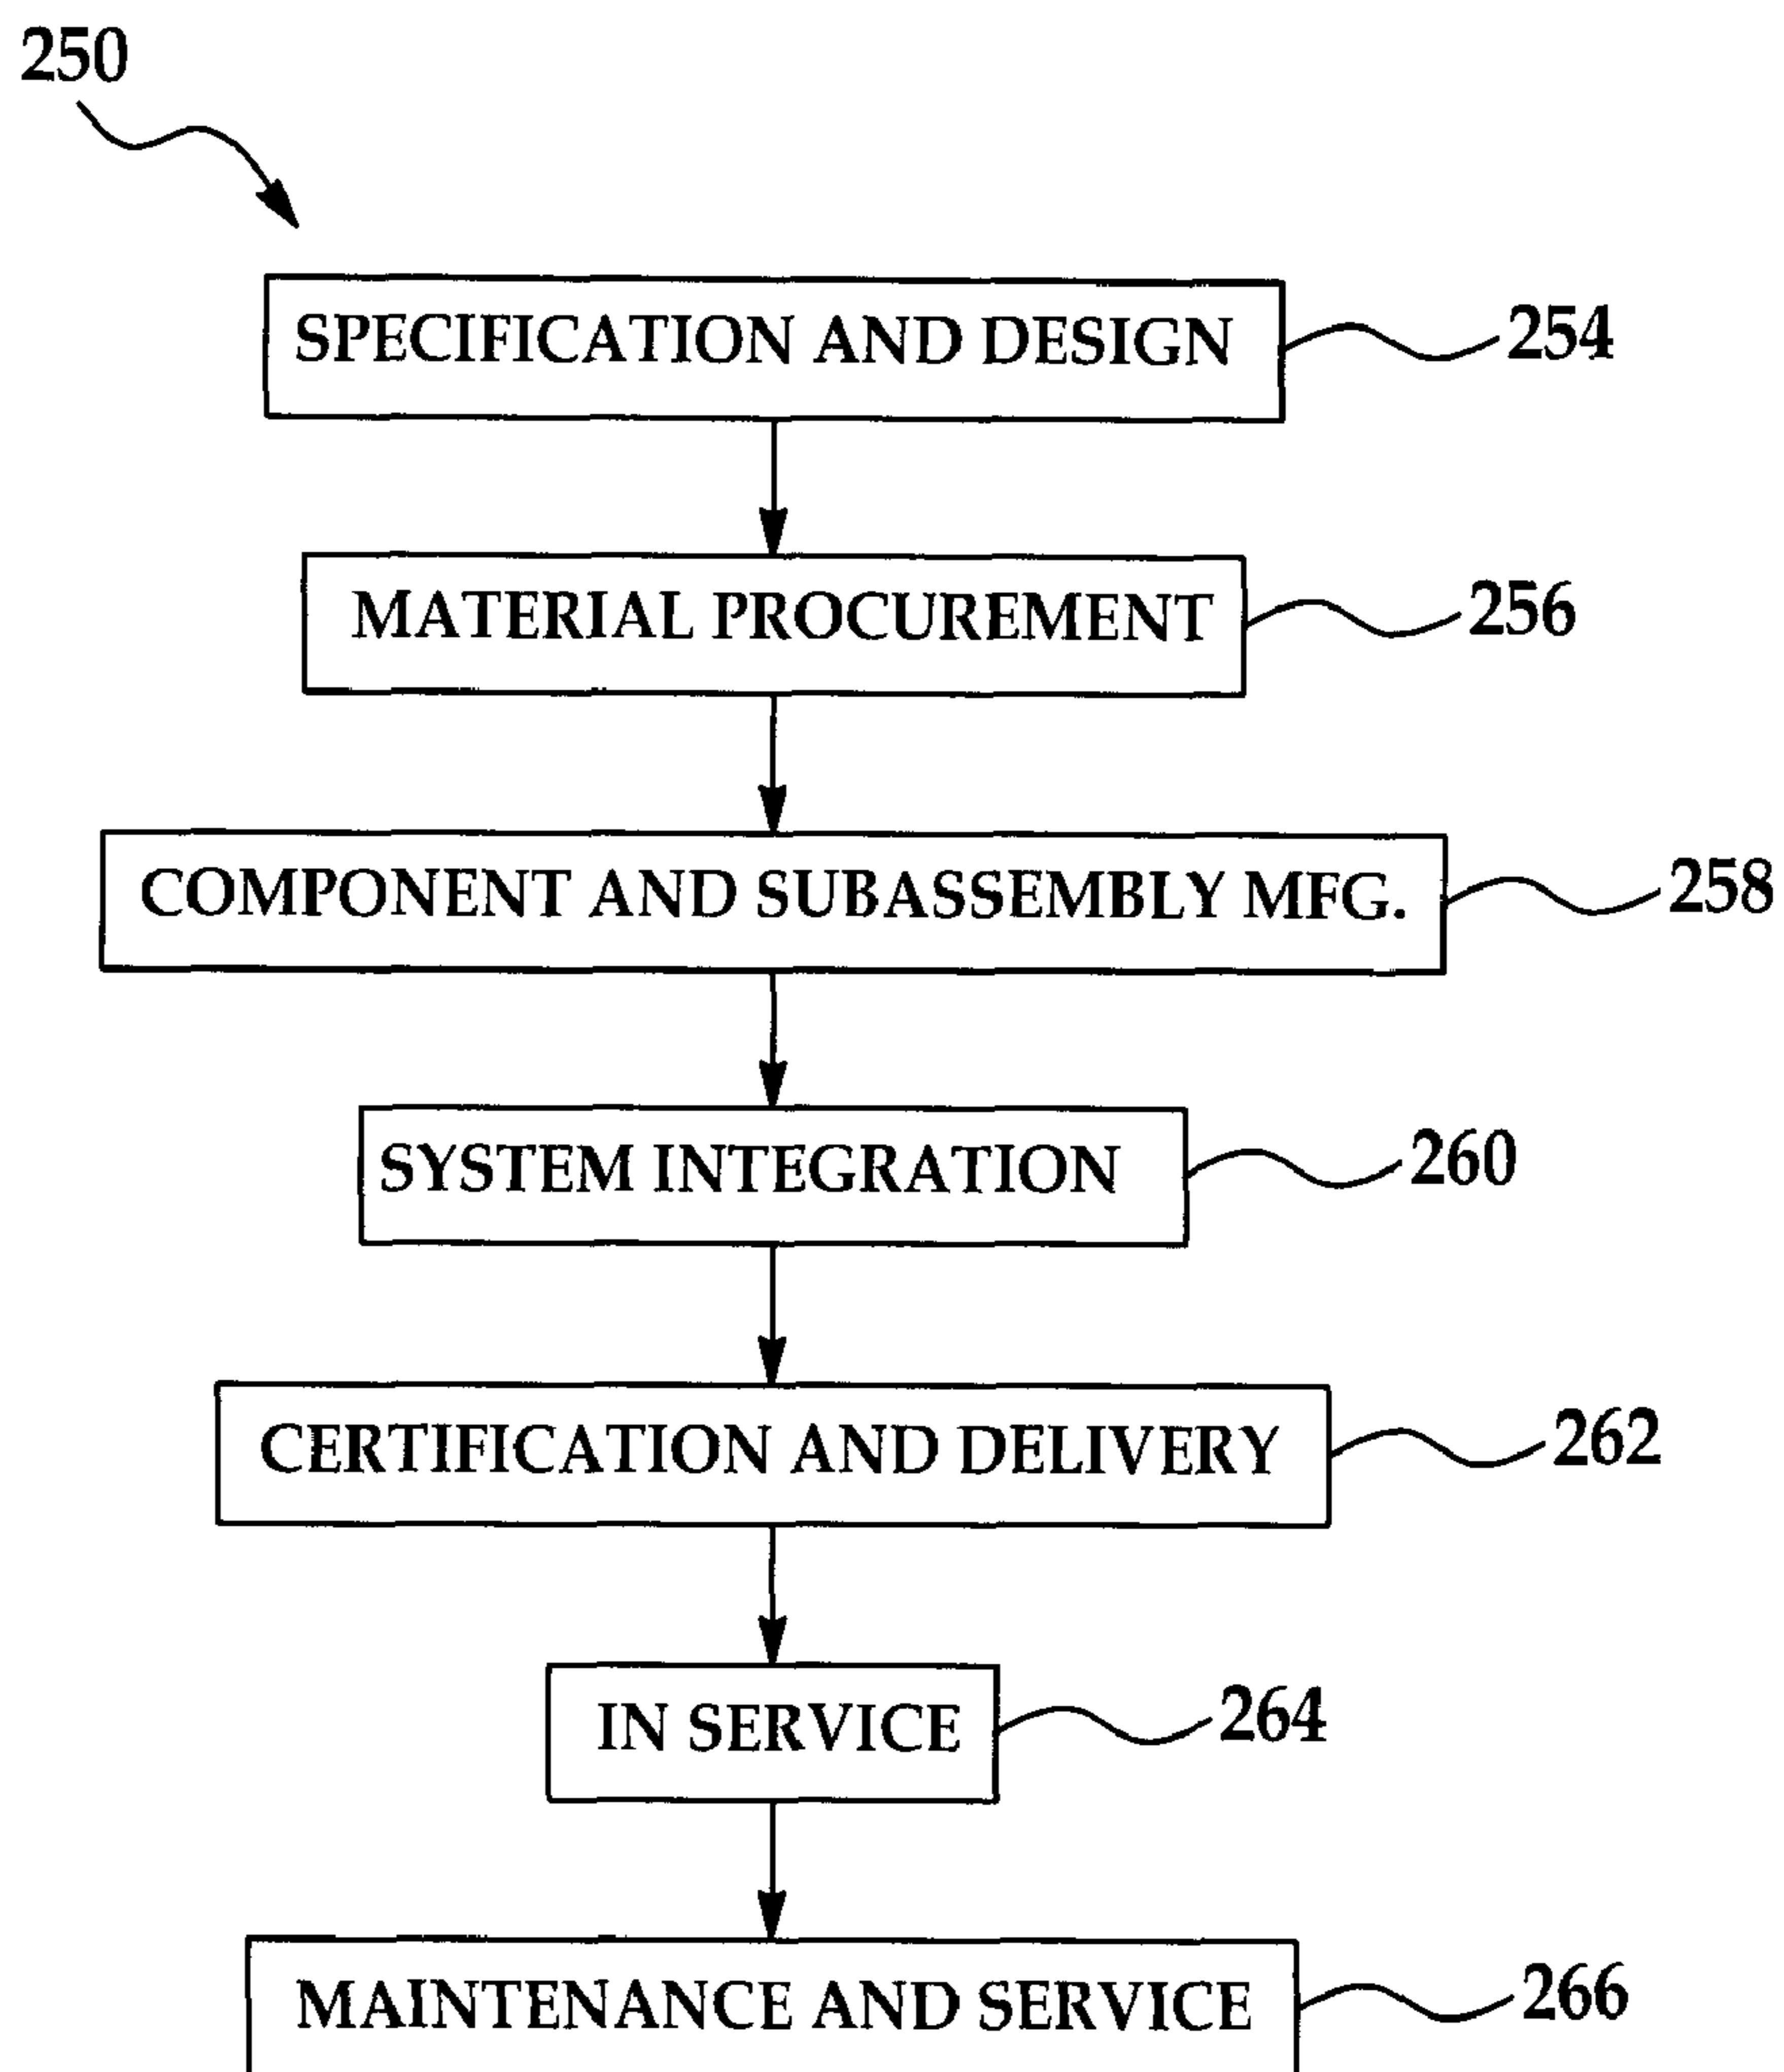 250
SPECIFICATION AND DESIGN 254
MATERIAL PROCUREMENT 256
COMPONENT AND SUBASSEMBLY MFG. 258
SYSTEM INTEGRATION 260
CERTIFICATION AND DELIVERY 262
IN SERVICE 264
MAINTENANCE AND SERVICE 266